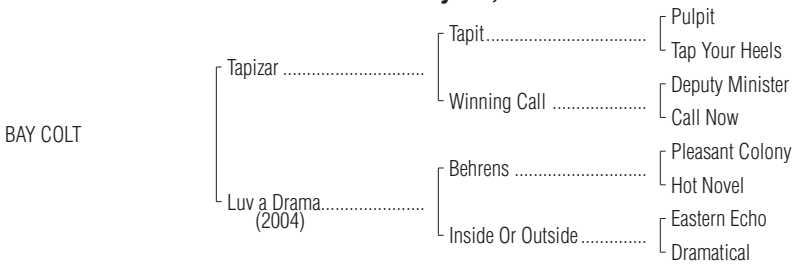 Pulpit
Tapit
Tap Your Heels
Tapizar
Deputy Minister
Winning Call
Call Now
BAY COLT
Pleasant Colony
Behrens
Hot Novel
Luv a Drama
(2004)
Eastern Echo
Inside Or Outside
Dramatical